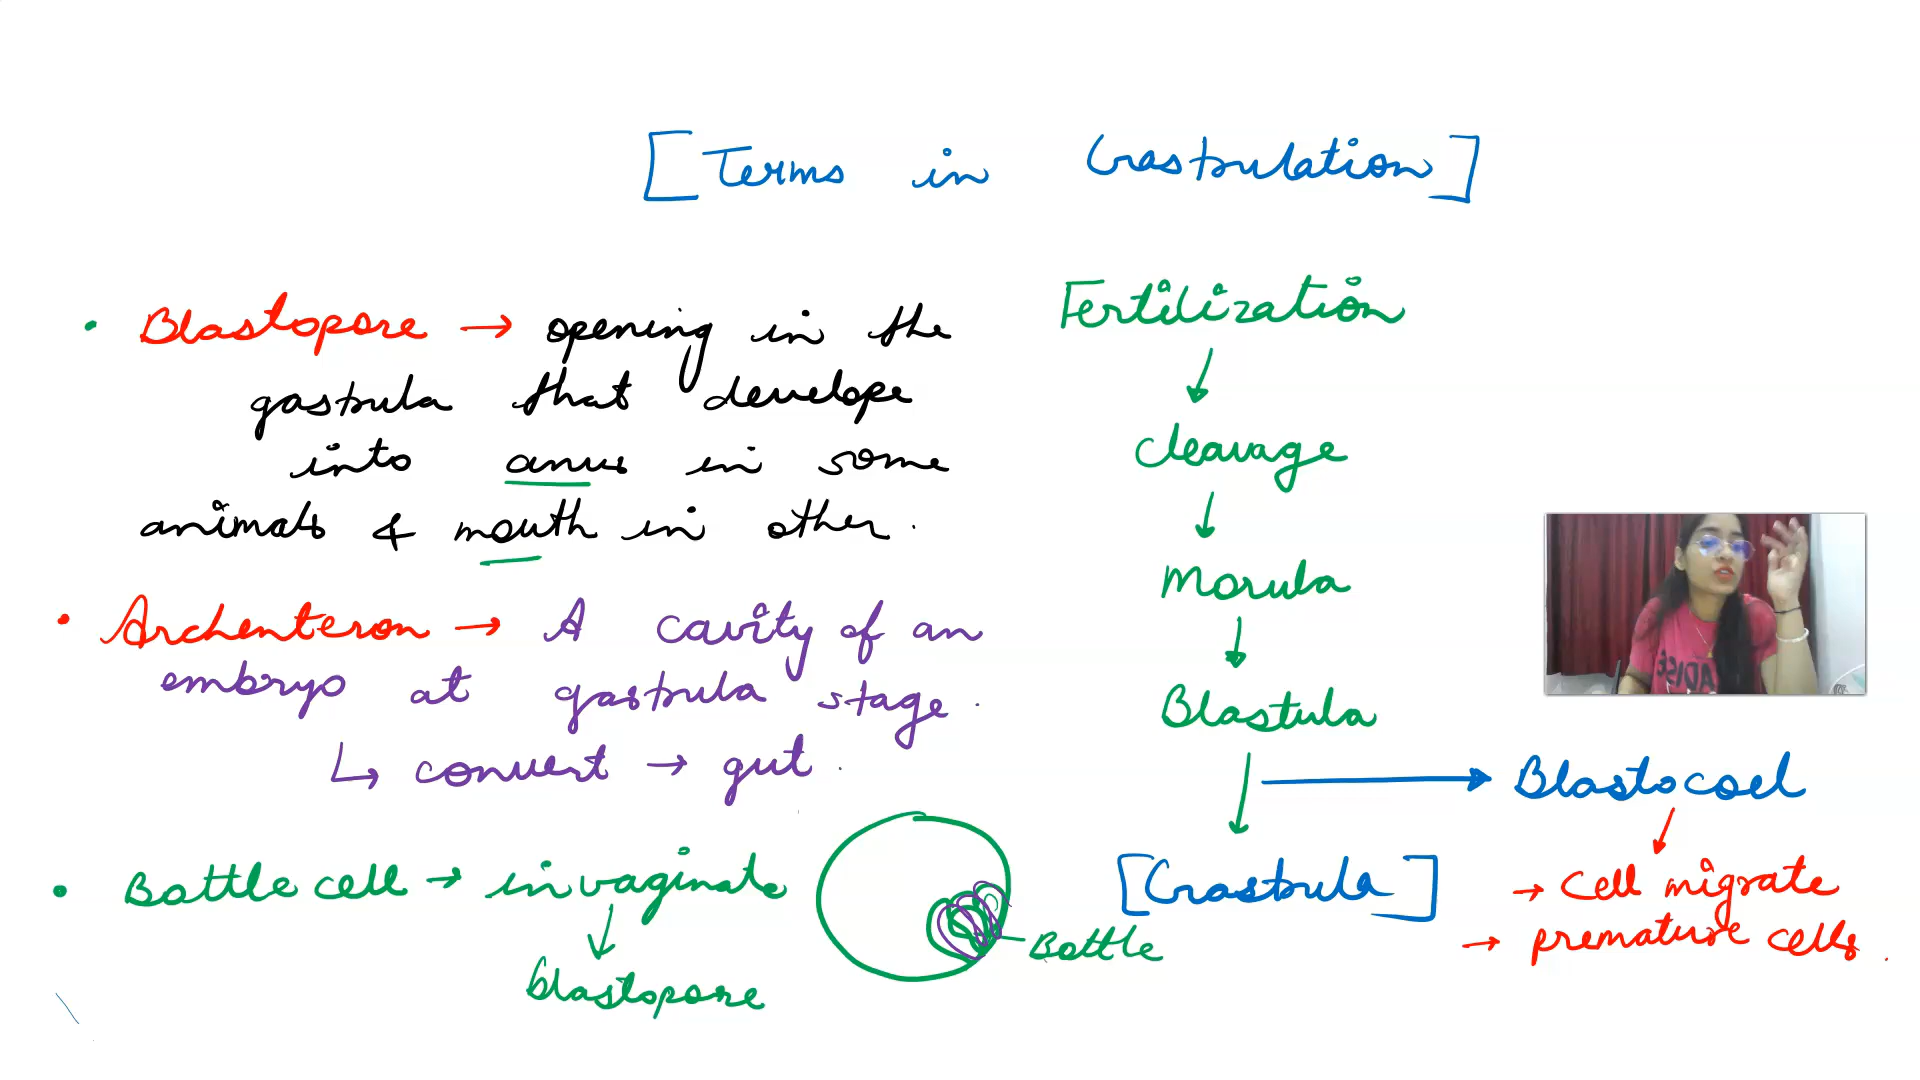 [Terms in Gastrulation]
• Blastopore → opening in the
gastrula that develope
into anus in some
animals & mouth in other.
• Archenteron → A cavity of an
embryo at gastrula stage.
↳ convert → gut.
• Bottle cell → invaginate
↓
blastopore
Bottle
Fertilization
↓
Cleavage
↓
Morula
↓
Blastula
↓
[Gastrula]
→ Blastocoel
↓
→ Cell migrate
→ premature cells.